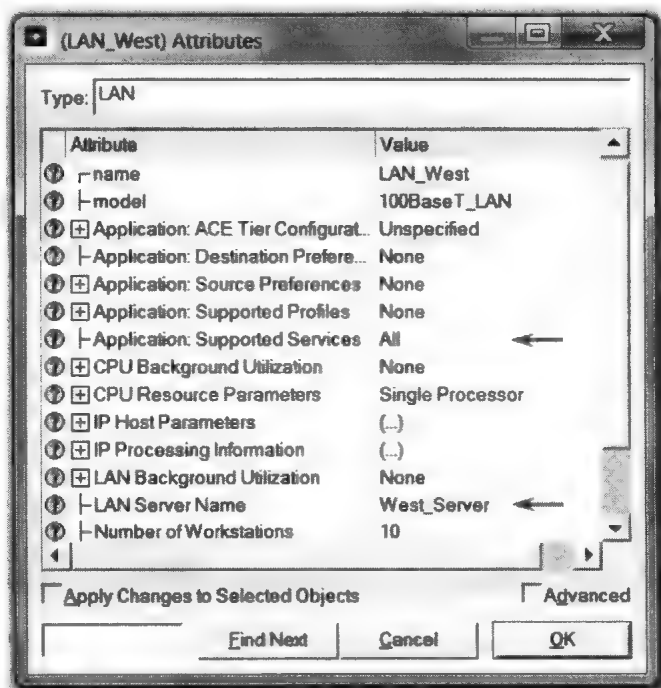 (LAN_West) Attributes
Type: LAN
Attribute Value
name LAN_West
model 100BaseT_LAN
Application: ACE Tier Configurat... Unspecified
Application: Destination Prefere... None
Application: Source Preferences None
Application: Supported Profiles None
Application: Supported Services All
CPU Background Utilization None
CPU Resource Parameters Single Processor
IP Host Parameters (...)
IP Processing Information (...)
LAN Background Utilization None
LAN Server Name West_Server
Number of Workstations 10
Apply Changes to Selected Objects Advanced
Find Next Cancel OK